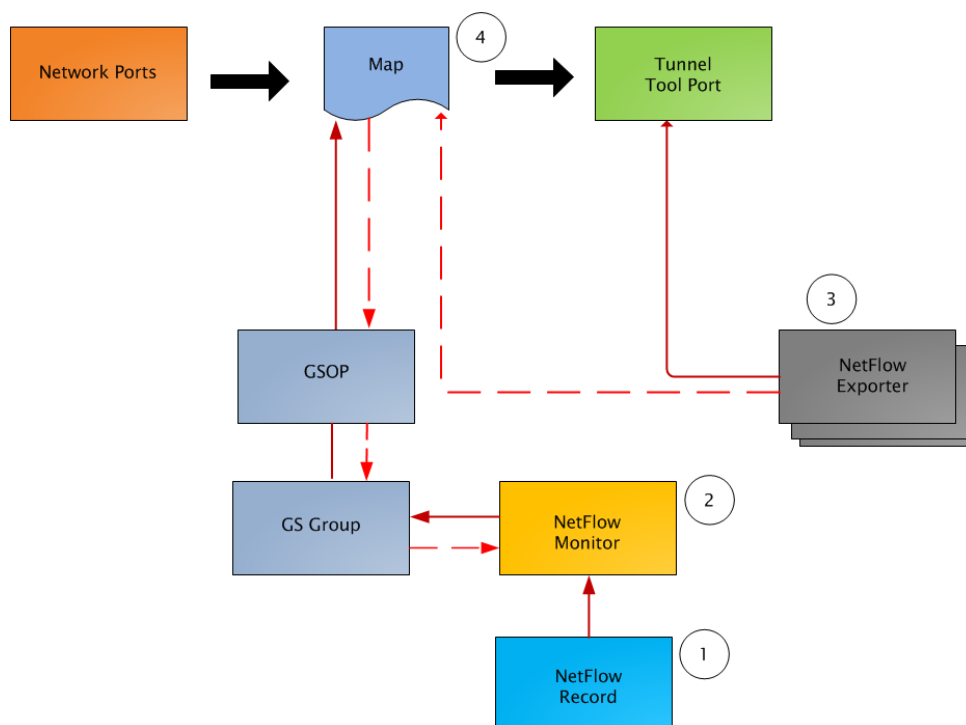 Network Ports
Map
4
Tunnel
Tool Port
3
GSOP
NetFlow
Exporter
GS Group
NetFlow
Monitor
2
NetFlow
Record
1